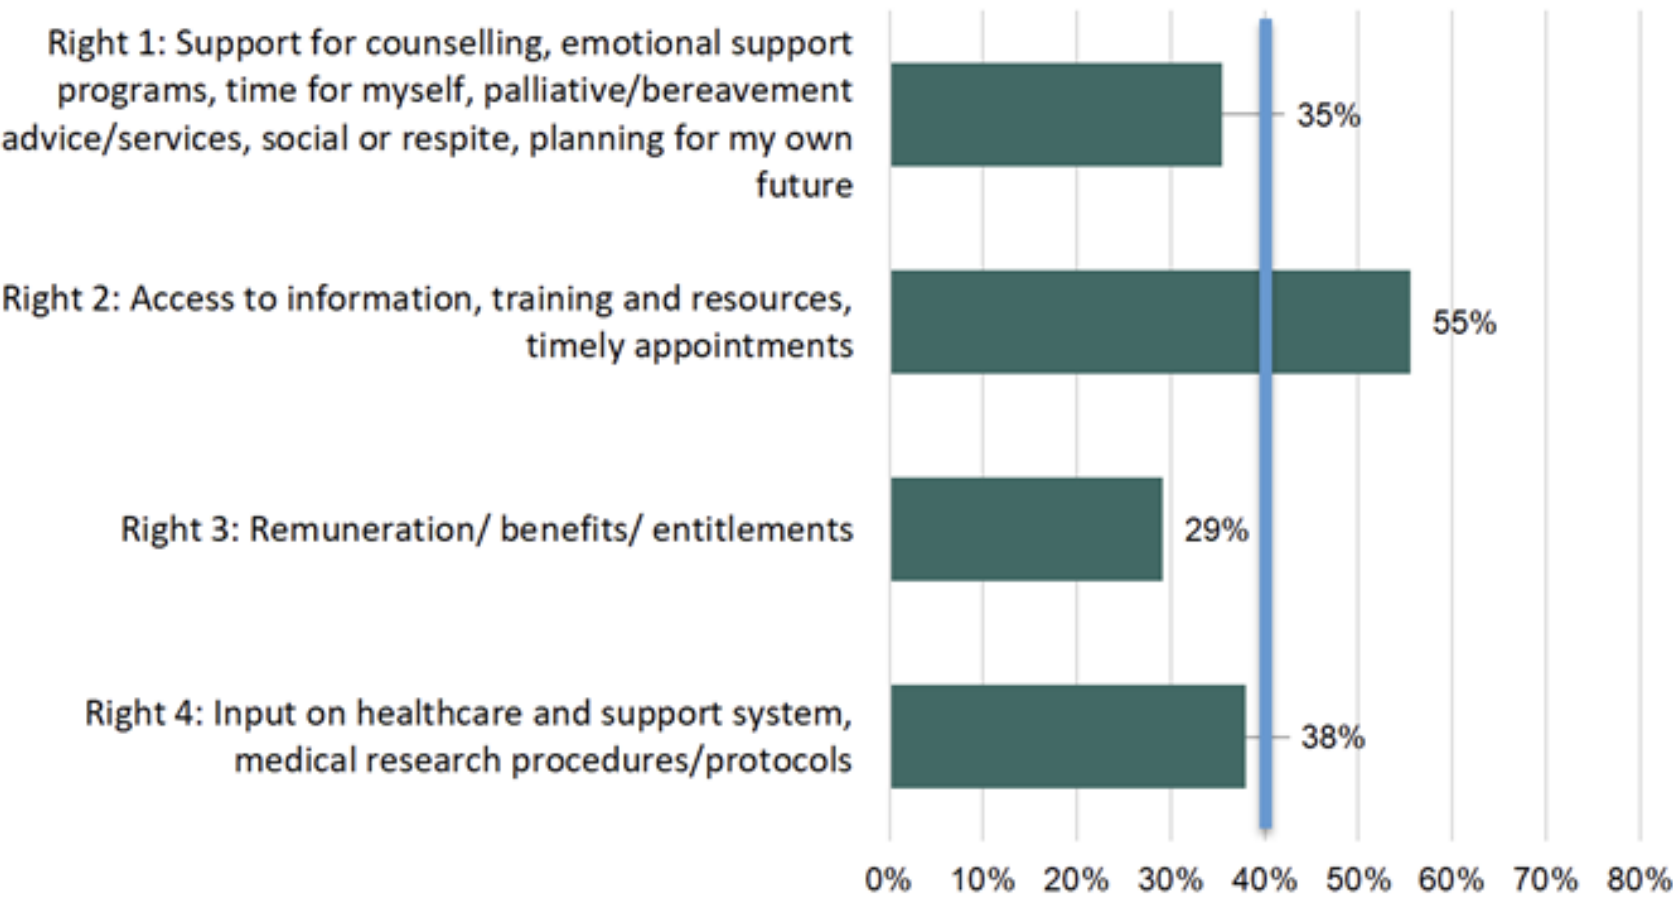 Right 1: Support for counselling, emotional support
programs, time for myself, palliative/bereavement
advice/services, social or respite, planning for my own
future
35%
Right 2: Access to information, training and resources,
timely appointments
55%
Right 3: Remuneration/ benefits/ entitlements
29%
Right 4: Input on healthcare and support system,
medical research procedures/protocols
38%
0% 10% 20% 30% 40% 50% 60% 70% 80%